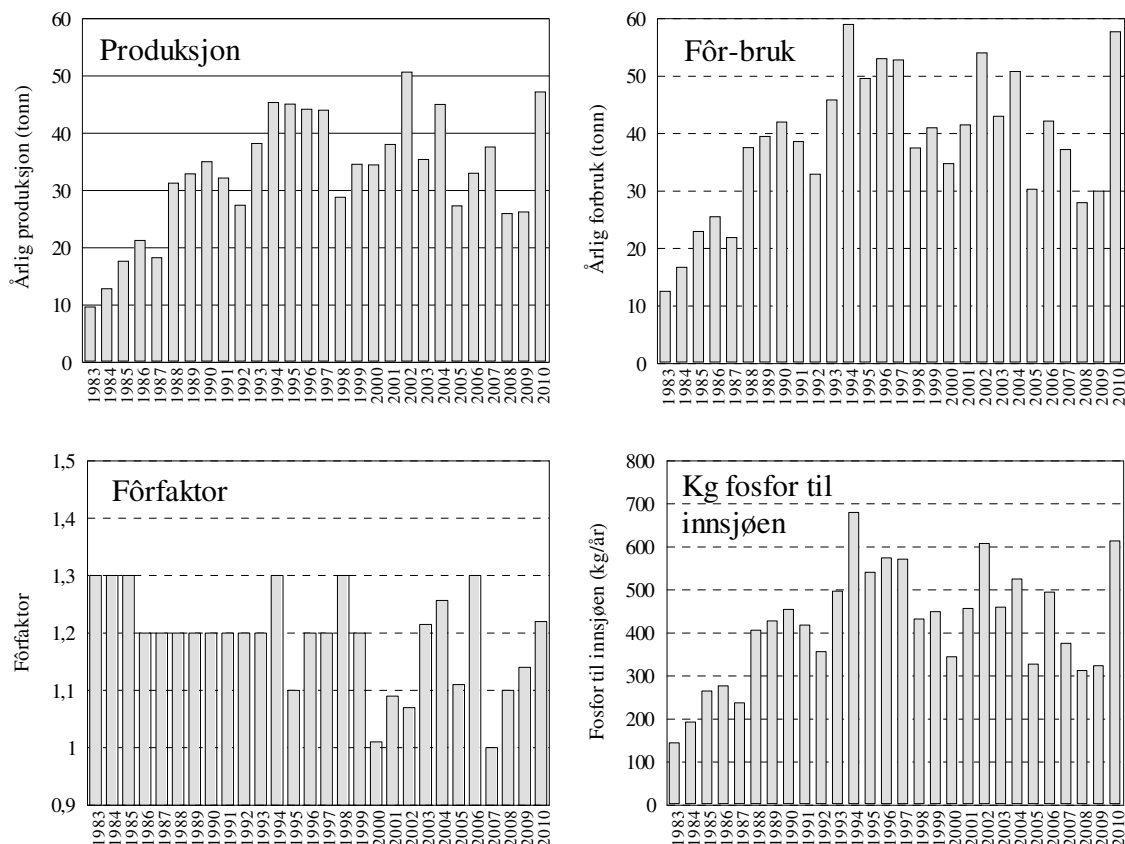 Produksjon
Årlig produksjon (tonn)
60
50
40
30
20
10
0
1983 1984 1985 1986 1987 1988 1989 1990 1991 1992 1993 1994 1995 1996 1997 1998 1999 2000 2001 2002 2003 2004 2005 2006 2007 2008 2009 2010
Fôr-bruk
Årlig forbruk (tonn)
60
50
40
30
20
10
0
1983 1984 1985 1986 1987 1988 1989 1990 1991 1992 1993 1994 1995 1996 1997 1998 1999 2000 2001 2002 2003 2004 2005 2006 2007 2008 2009 2010
Fôrfaktor
Fôrfaktor
1,5
1,4
1,3
1,2
1,1
1
0,9
1983 1984 1985 1986 1987 1988 1989 1990 1991 1992 1993 1994 1995 1996 1997 1998 1999 2000 2001 2002 2003 2004 2005 2006 2007 2008 2009 2010
Kg fosfor til
innsjøen
Fosfor til innsjøen (kg/år)
800
700
600
500
400
300
200
100
0
1983 1984 1985 1986 1987 1988 1989 1990 1991 1992 1993 1994 1995 1996 1997 1998 1999 2000 2001 2002 2003 2004 2005 2006 2007 2008 2009 2010